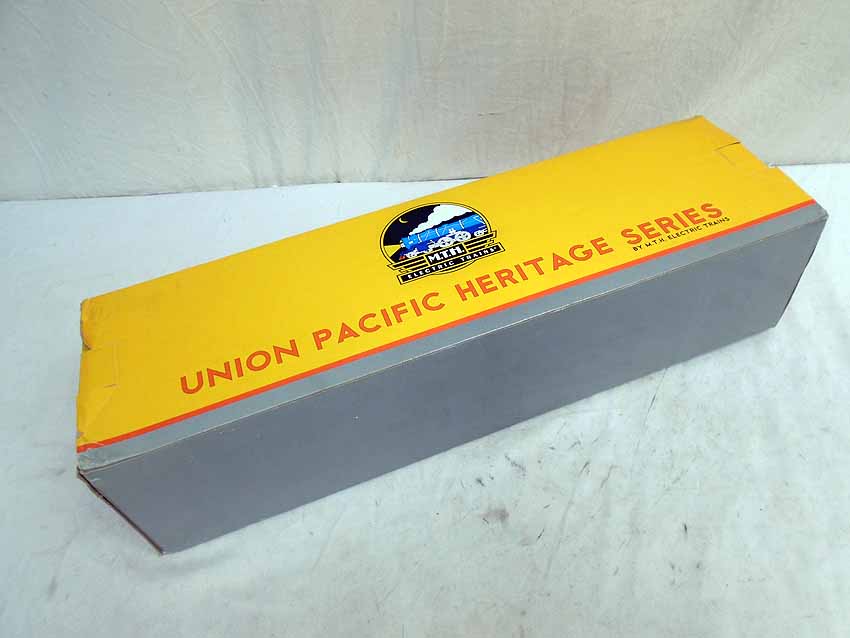 M.T.H.
ELECTRIC TRAINS
UNION PACIFIC HERITAGE SERIES
BY M.T.H. ELECTRIC TRAINS